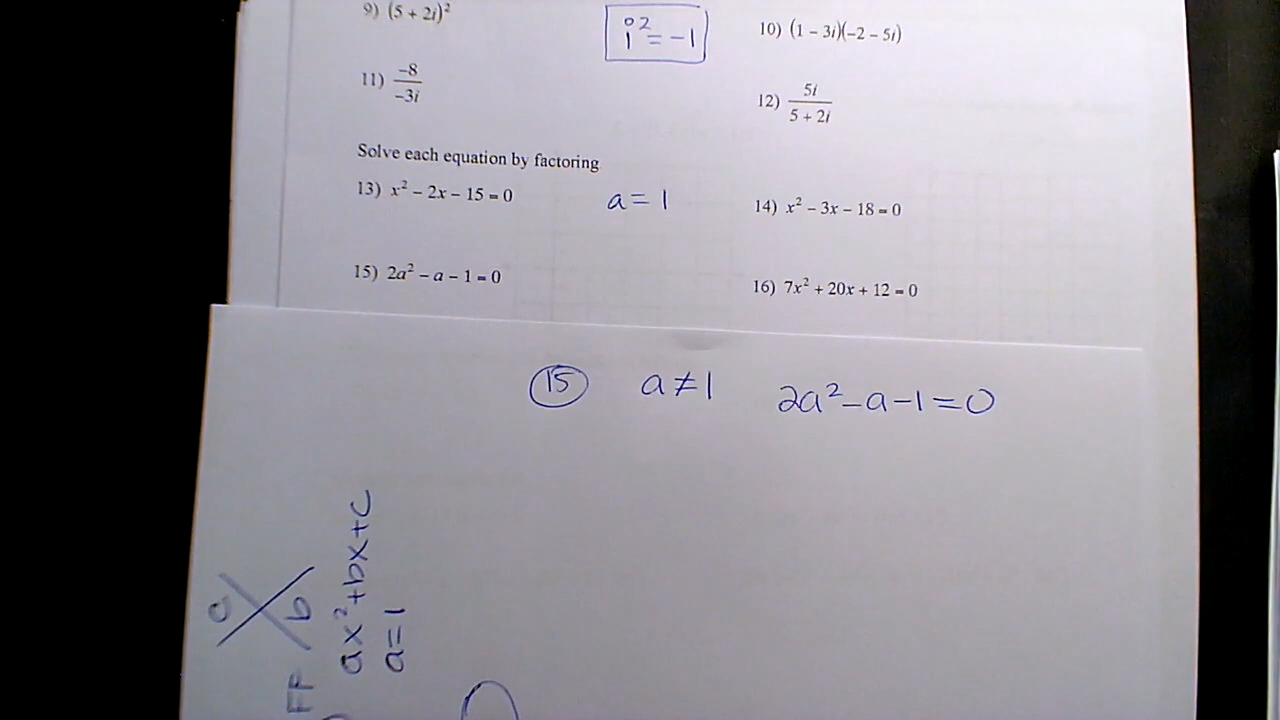 9) (5 + 2i)²
i² = -1
10) (1 - 3i)(-2 - 5i)
11) -8/-3i
12) 5i/5 + 2i
Solve each equation by factoring
13) x² - 2x - 15 = 0
a = 1
14) x² - 3x - 18 = 0
15) 2a² - a - 1 = 0
16) 7x² + 20x + 12 = 0
15
a ≠ 1
2a² - a - 1 = 0
c
b
FF
ax² + bx + c
a = 1